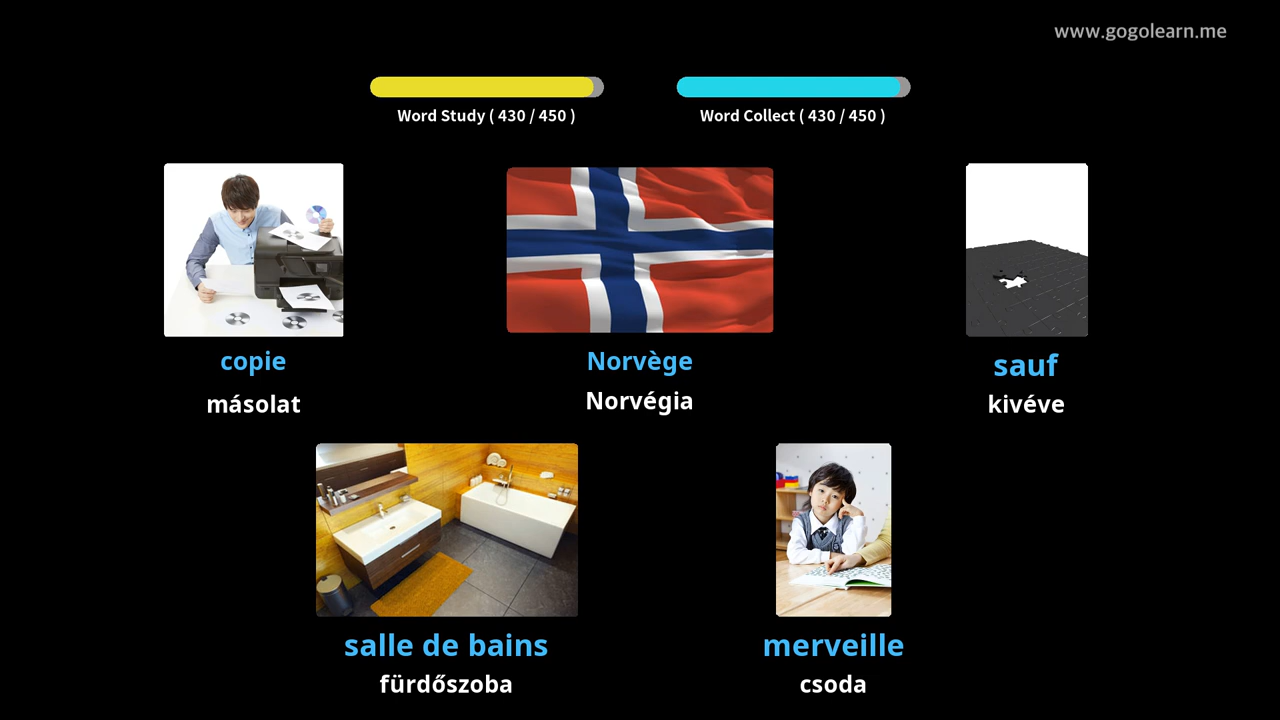 www.gogolearn.me
Word Study ( 430 / 450 )
Word Collect ( 430 / 450 )
copie
másolat
Norvège
Norvégia
sauf
kivéve
salle de bains
fürdőszoba
merveille
csoda